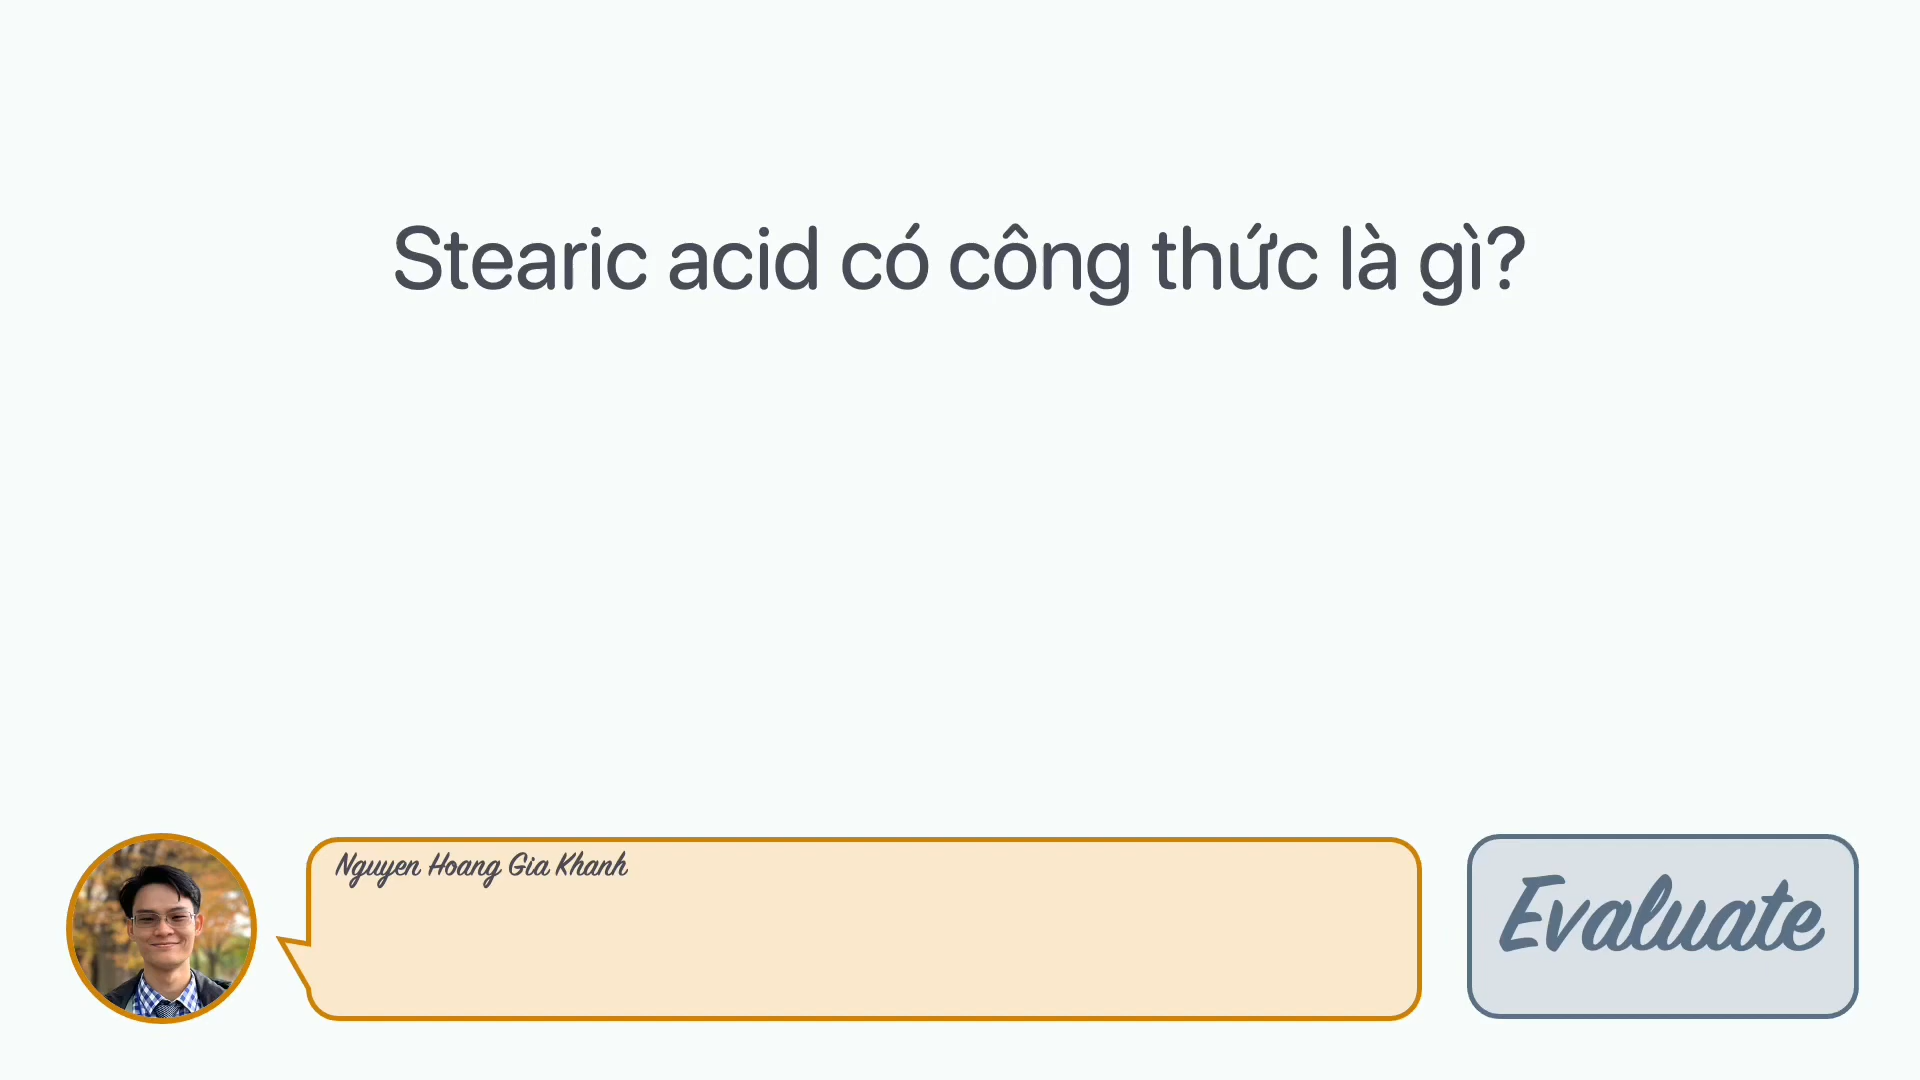 Stearic acid có công thức là gì?
Nguyen Hoang Gia Khanh
Evaluate